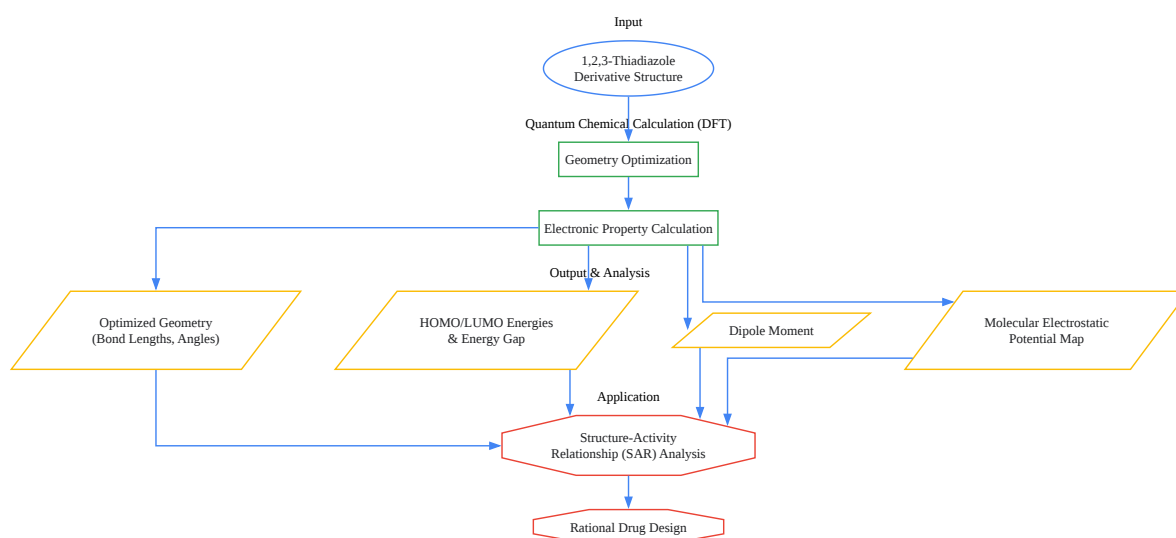 Input
1,2,3-Thiadiazole
Derivative Structure
Quantum Chemical Calculation (DFT)
Geometry Optimization
Electronic Property Calculation
Output & Analysis
Optimized Geometry
(Bond Lengths, Angles)
HOMO/LUMO Energies
& Energy Gap
Dipole Moment
Molecular Electrostatic
Potential Map
Application
Structure-Activity
Relationship (SAR) Analysis
Rational Drug Design